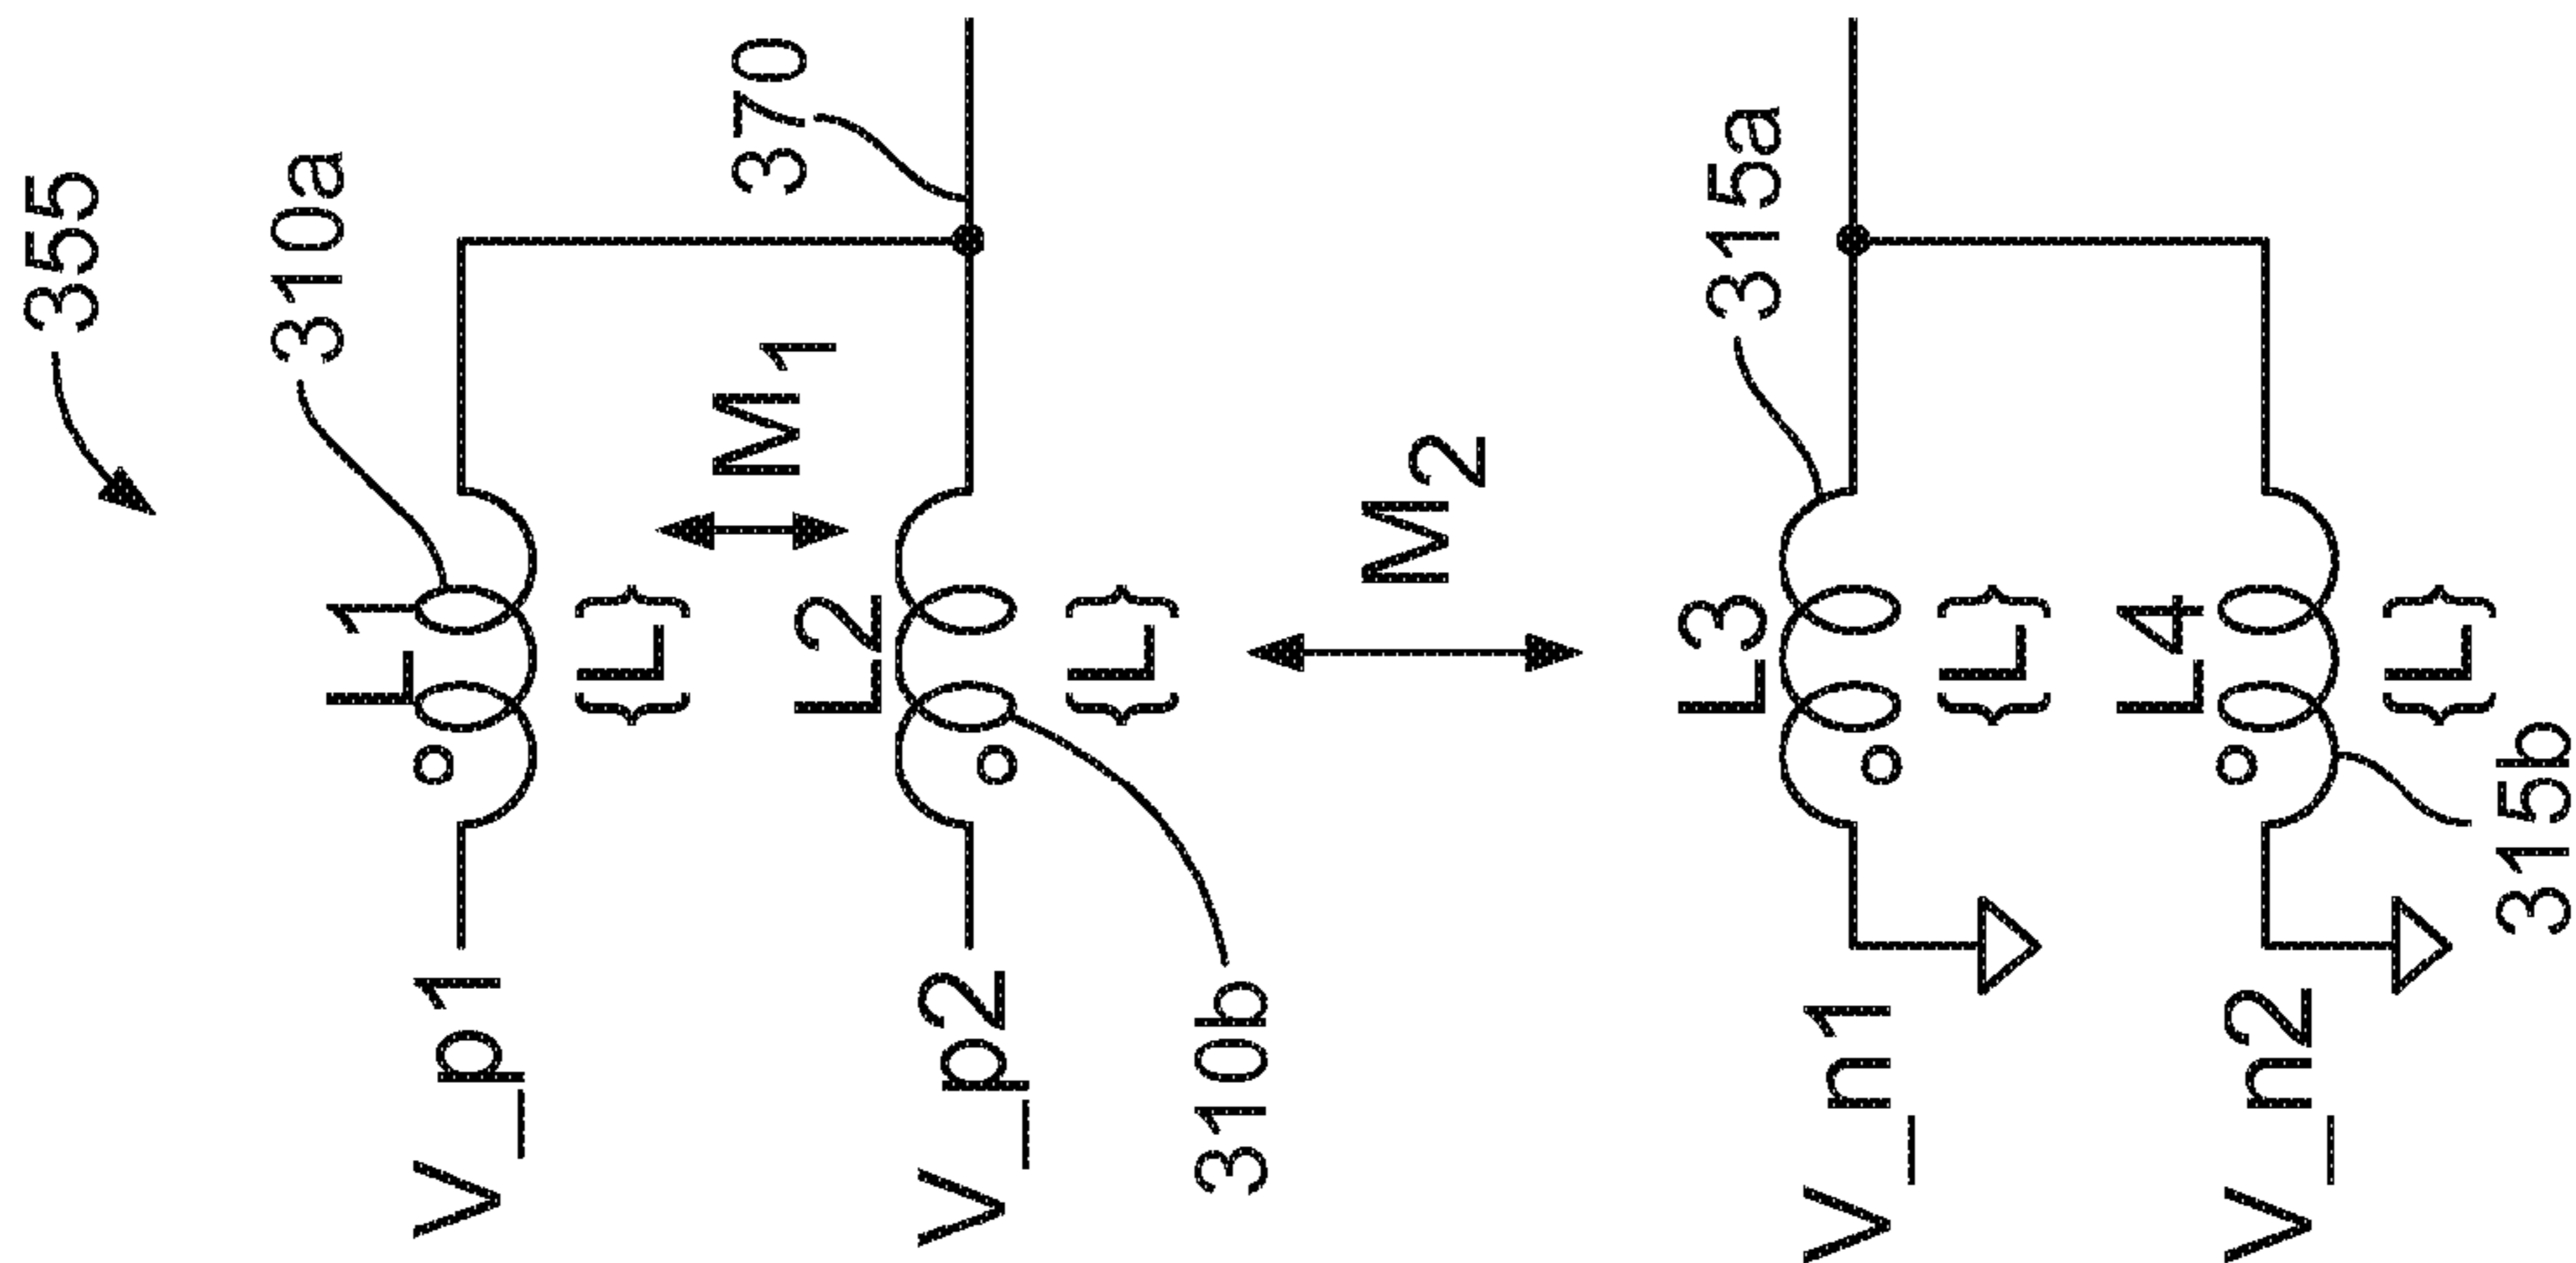 355
310a
L1
{L}
V_p1
M1
370
L2
{L}
V_p2
310b
M2
315a
L3
{L}
V_n1
L4
{L}
V_n2
315b